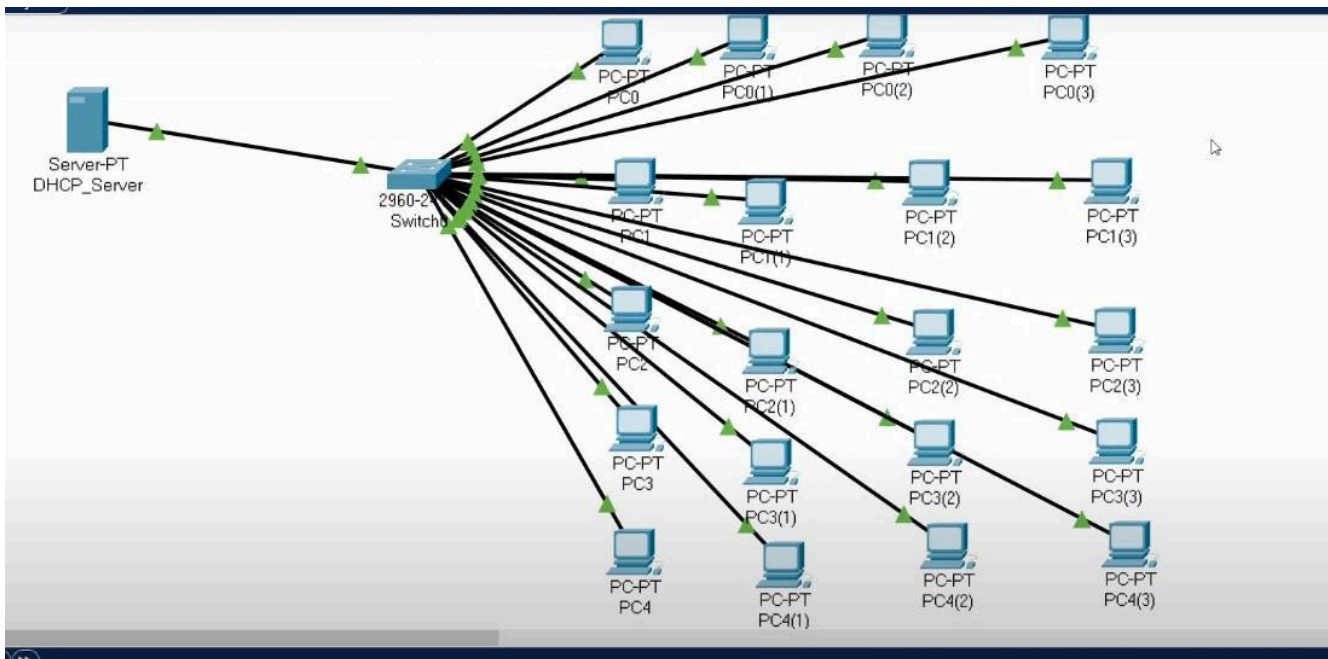 Server-PT
DHCP_Server
2960-2
Switch0
PC-PT
PC0
PC-PT
PC0(1)
PC-PT
PC0(2)
PC-PT
PC0(3)
PC-PT
PC1
PC-PT
PC1(1)
PC-PT
PC1(2)
PC-PT
PC1(3)
PC-PT
PC2
PC-PT
PC2(1)
PC-PT
PC2(2)
PC-PT
PC2(3)
PC-PT
PC3
PC-PT
PC3(1)
PC-PT
PC3(2)
PC-PT
PC3(3)
PC-PT
PC4
PC-PT
PC4(1)
PC-PT
PC4(2)
PC-PT
PC4(3)